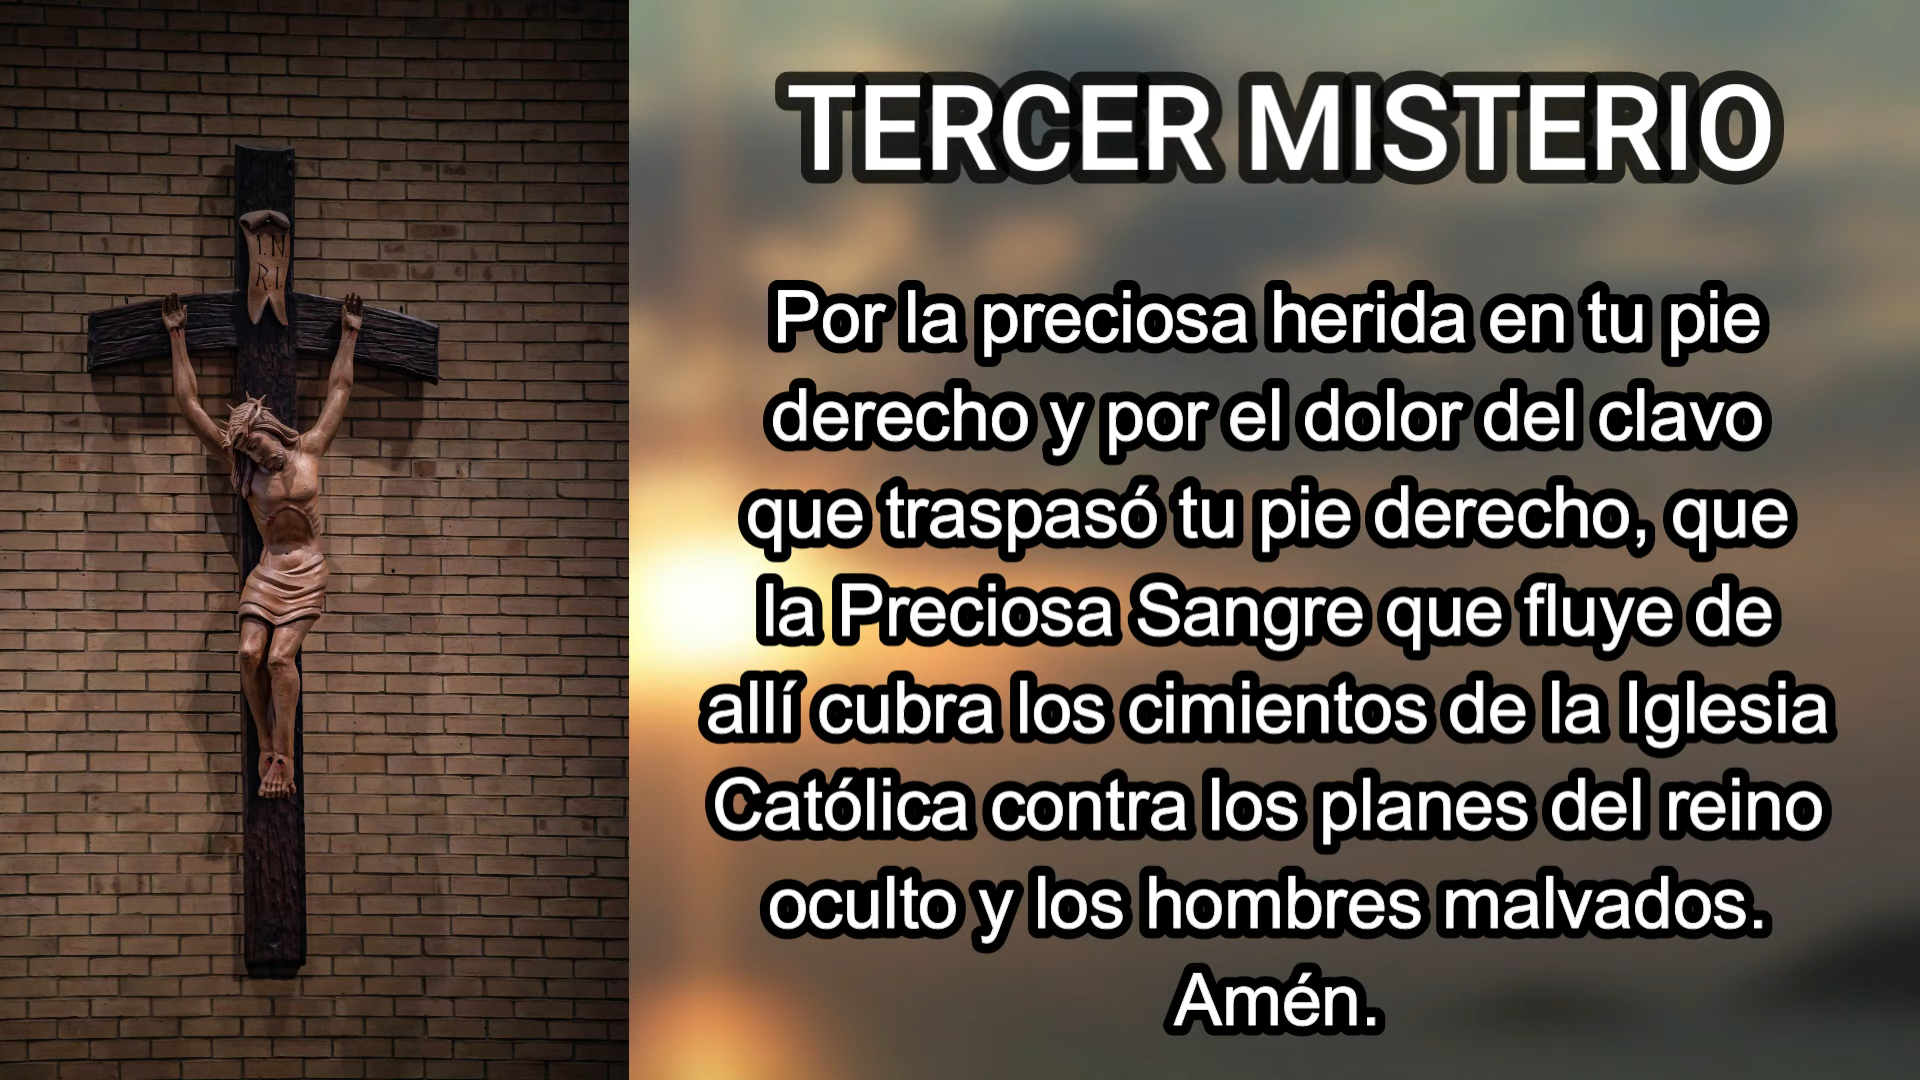 I.N
R.I.
TERCER MISTERIO
Por la preciosa herida en tu pie
derecho y por el dolor del clavo
que traspasó tu pie derecho, que
la Preciosa Sangre que fluye de
allí cubra los cimientos de la Iglesia
Católica contra los planes del reino
oculto y los hombres malvados.
Amén.